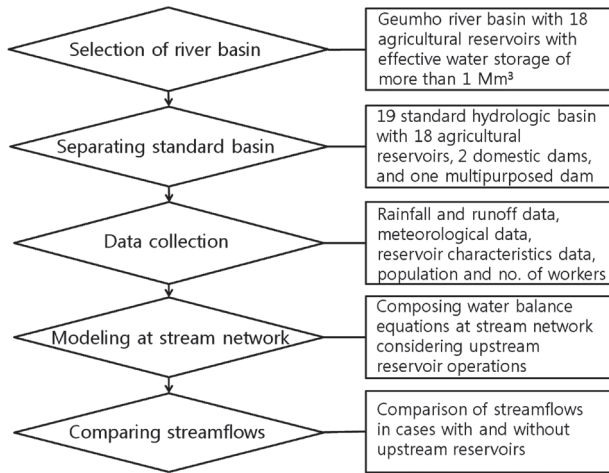 Selection of river basin
Geumho river basin with 18
agricultural reservoirs with
effective water storage of
more than 1 Mm³
Separating standard basin
19 standard hydrologic basin
with 18 agricultural
reservoirs, 2 domestic dams,
and one multipurposed dam
Data collection
Rainfall and runoff data,
meteorological data,
reservoir characteristics data,
population and no. of workers
Modeling at stream network
Composing water balance
equations at stream network
considering upstream
reservoir operations
Comparing streamflows
Comparison of streamflows
in cases with and without
upstream reservoirs